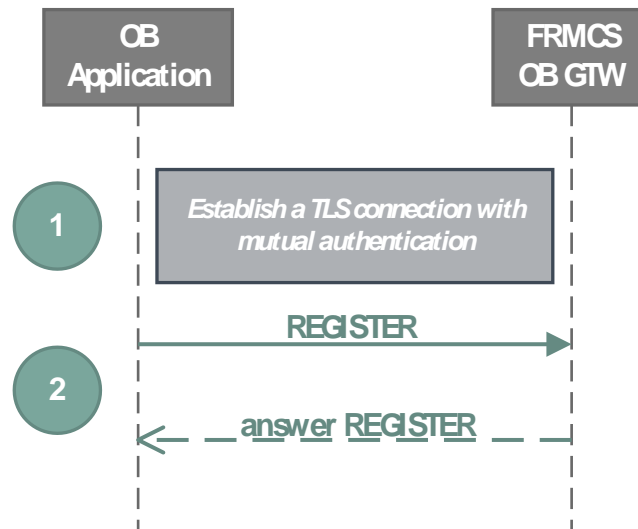 OB
Application
FRMCS
OB GTW
1
Establish a TLS connection with
mutual authentication
REGISTER
2
answer REGISTER